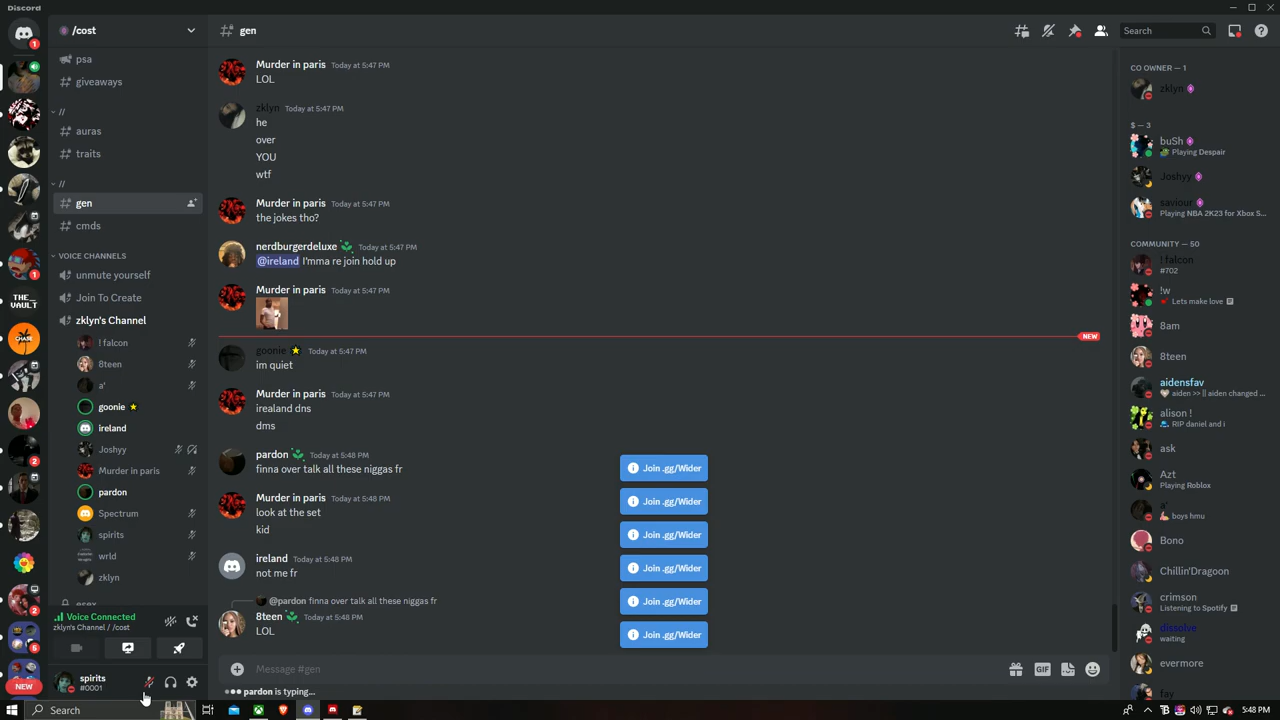 Discord
/cost
psa
giveaways
//
auras
traits
//
gen
cmds
VOICE CHANNELS
unmute yourself
Join To Create
zklyn's Channel
! falcon
8teen
a'
goonie
ireland
Joshyy
Murder in paris
pardon
Spectrum
spirits
wrld
zklyn
Voice Connected
zklyn's Channel / /cost
spirits
#0001
1
1
THE_
VAULT
CHASE
2
2
6
NEW
gen
Murder in paris Today at 5:47 PM
LOL
zklyn Today at 5:47 PM
he
over
YOU
wtf
Murder in paris Today at 5:47 PM
the jokes tho?
nerdburgerdeluxe Today at 5:47 PM
@ireland I'mma re join hold up
Murder in paris Today at 5:47 PM
NEW
goonie Today at 5:47 PM
im quiet
Murder in paris Today at 5:47 PM
irealand dns
dms
pardon Today at 5:48 PM
finna over talk all these niggas fr
Murder in paris Today at 5:48 PM
look at the set
kid
ireland Today at 5:48 PM
not me fr
@pardon finna over talk all these niggas fr
8teen Today at 5:48 PM
LOL
Join .gg/Wider
Join .gg/Wider
Join .gg/Wider
Join .gg/Wider
Join .gg/Wider
Join .gg/Wider
Message #gen
GIF
pardon is typing...
Search
CO OWNER — 1
zklyn
$ — 3
buSh
Playing Despair
Joshyy
saviour
Playing NBA 2K23 for Xbox S...
COMMUNITY — 50
! falcon
#702
!w
Lets make love
8am
8teen
aidensfav
aiden >> || aiden changed ...
alison !
RIP daniel and i
ask
Azt
Playing Roblox
a'
boys hmu
Bono
Chillin'Dragoon
crimson
Listening to Spotify
dissolve
waiting
evermore
fay
Search
5:48 PM